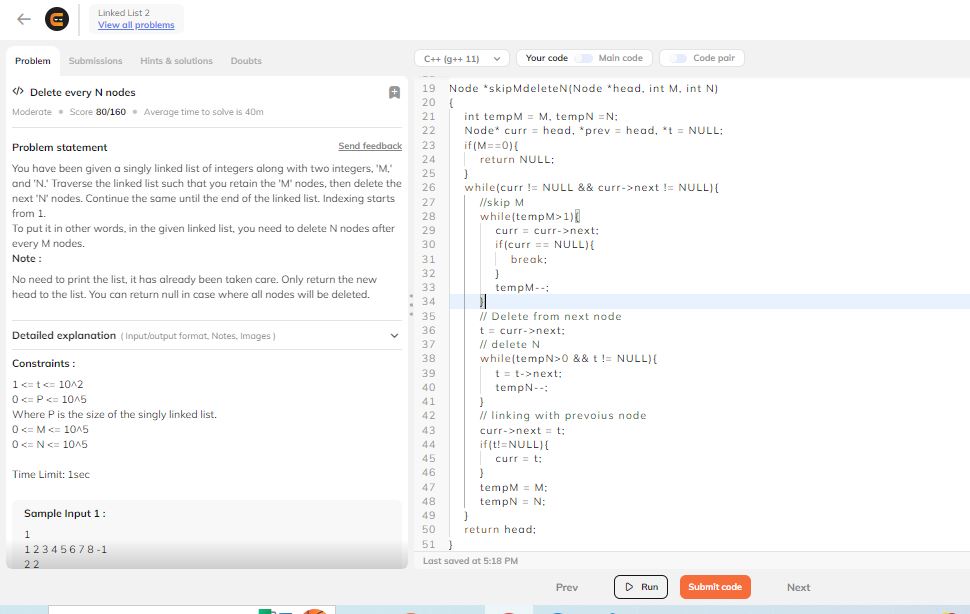 Linked List 2
View all problems
Problem
Submissions
Hints & solutions
Doubts
Delete every N nodes
Moderate
Score 80/160
Average time to solve is 40m
Problem statement
Send feedback
You have been given a singly linked list of integers along with two integers, 'M,'
and 'N.' Traverse the linked list such that you retain the 'M' nodes, then delete the
next 'N' nodes. Continue the same until the end of the linked list. Indexing starts
from 1.
To put it in other words, in the given linked list, you need to delete N nodes after
every M nodes.
Note :
No need to print the list, it has already been taken care. Only return the new
head to the list. You can return null in case where all nodes will be deleted.
Detailed explanation ( Input/output format, Notes, Images )
Constraints :
1 <= t <= 10^2
0 <= P <= 10^5
Where P is the size of the singly linked list.
0 <= M <= 10^5
0 <= N <= 10^5
Time Limit: 1sec
Sample Input 1 :
1
1 2 3 4 5 6 7 8 -1
2 2
C++ (g++ 11)
Your code
Main code
Code pair
19 Node *skipMdeleteN(Node *head, int M, int N)
20 {
21 int tempM = M, tempN =N;
22 Node* curr = head, *prev = head, *t = NULL;
23 if(M==0){
24 return NULL;
25 }
26 while(curr != NULL && curr->next != NULL){
27 //skip M
28 while(tempM>1){
29 curr = curr->next;
30 if(curr == NULL){
31 break;
32 }
33 tempM--;
34 }
35 // Delete from next node
36 t = curr->next;
37 // delete N
38 while(tempN>0 && t != NULL){
39 t = t->next;
40 tempN--;
41 }
42 // linking with prevoius node
43 curr->next = t;
44 if(t!=NULL){
45 curr = t;
46 }
47 tempM = M;
48 tempN = N;
49 }
50 return head;
51 }
Last saved at 5:18 PM
Prev
Run
Submit code
Next